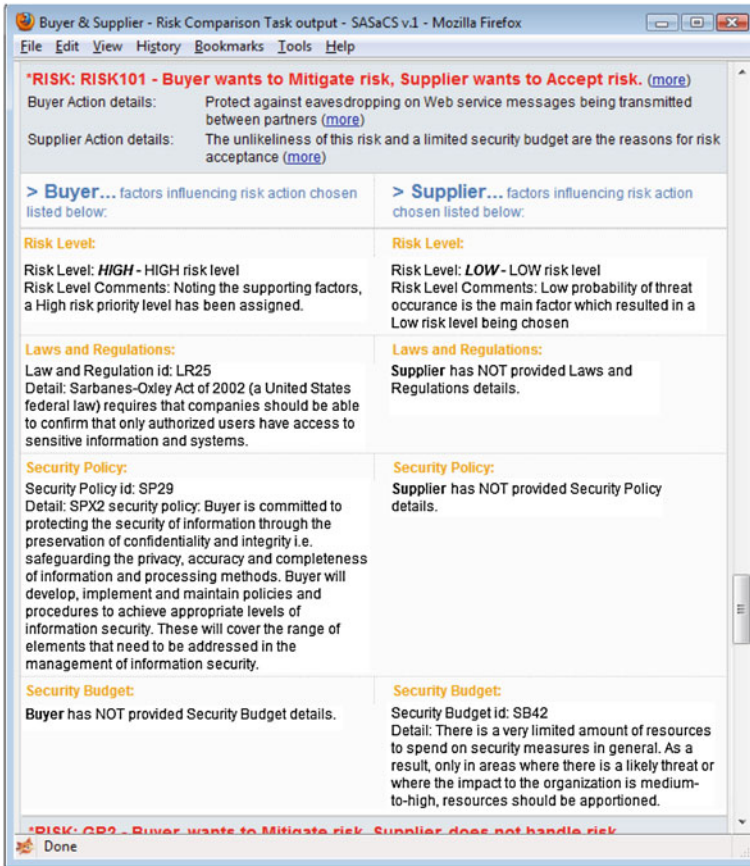 Buyer & Supplier - Risk Comparison Task output - SASaCS v.1 - Mozilla Firefox
File Edit View History Bookmarks Tools Help
*RISK: RISK101 - Buyer wants to Mitigate risk, Supplier wants to Accept risk. (more)
Buyer Action details: Protect against eavesdropping on Web service messages being transmitted
between partners (more)
Supplier Action details: The unlikeliness of this risk and a limited security budget are the reasons for risk
acceptance (more)
> Buyer... factors influencing risk action chosen
listed below:
> Supplier... factors influencing risk action
chosen listed below:
Risk Level:
Risk Level: HIGH - HIGH risk level
Risk Level Comments: Noting the supporting factors,
a High risk priority level has been assigned.
Risk Level:
Risk Level: LOW - LOW risk level
Risk Level Comments: Low probability of threat
occurance is the main factor which resulted in a
Low risk level being chosen
Laws and Regulations:
Law and Regulation id: LR25
Detail: Sarbanes-Oxley Act of 2002 (a United States
federal law) requires that companies should be able
to confirm that only authorized users have access to
sensitive information and systems.
Laws and Regulations:
Supplier has NOT provided Laws and
Regulations details.
Security Policy:
Security Policy id: SP29
Detail: SPX2 security policy: Buyer is committed to
protecting the security of information through the
preservation of confidentiality and integrity i.e.
safeguarding the privacy, accuracy and completeness
of information and processing methods. Buyer will
develop, implement and maintain policies and
procedures to achieve appropriate levels of
information security. These will cover the range of
elements that need to be addressed in the
management of information security.
Security Policy:
Supplier has NOT provided Security Policy
details.
Security Budget:
Buyer has NOT provided Security Budget details.
Security Budget:
Security Budget id: SB42
Detail: There is a very limited amount of resources
to spend on security measures in general. As a
result, only in areas where there is a likely threat or
where the impact to the organization is medium-
to-high, resources should be apportioned.
*RISK: GR2 - Buyer wants to Mitigate risk, Supplier does not handle risk
Done